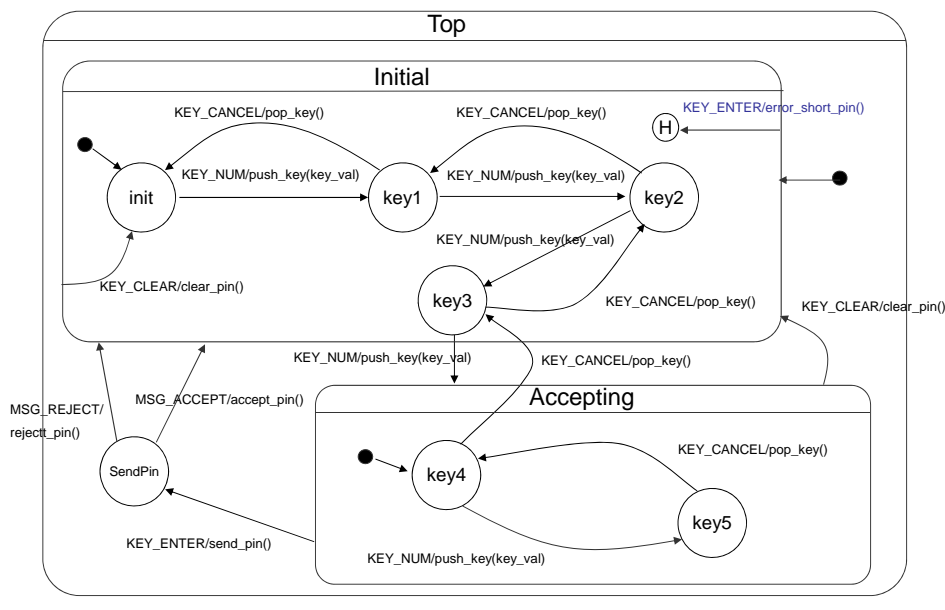 Top
Initial
KEY_CANCEL/pop_key()
KEY_CANCEL/pop_key()
KEY_ENTER/error_short_pin()
H
KEY_NUM/push_key(key_val)
KEY_NUM/push_key(key_val)
init
key1
key2
KEY_NUM/push_key(key_val)
KEY_CLEAR/clear_pin()
key3
KEY_CANCEL/pop_key()
KEY_CLEAR/clear_pin()
KEY_NUM/push_key(key_val)
KEY_CANCEL/pop_key()
MSG_REJECT/
rejectt_pin()
MSG_ACCEPT/accept_pin()
Accepting
KEY_CANCEL/pop_key()
SendPin
key4
key5
KEY_ENTER/send_pin()
KEY_NUM/push_key(key_val)